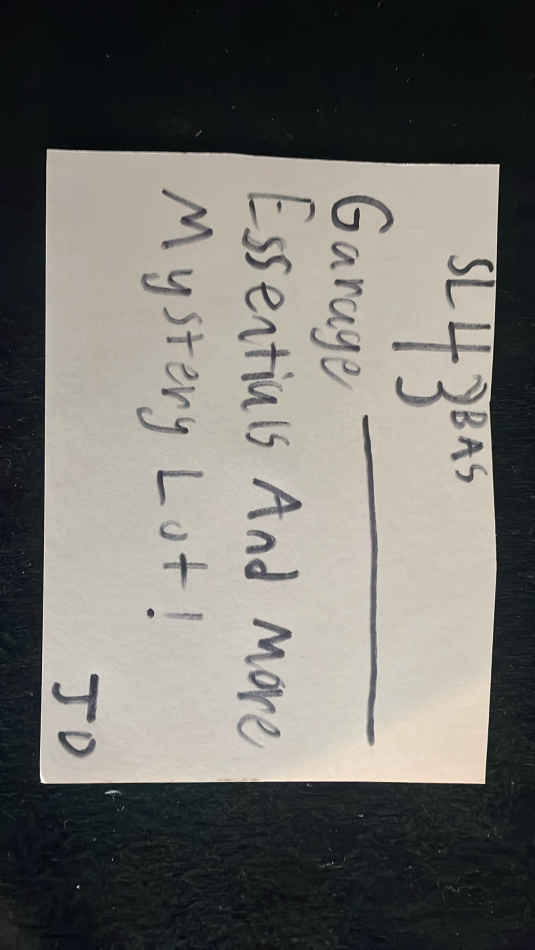 SL43BAS
Garage
Essentials And more
Mystery Lot!
JD